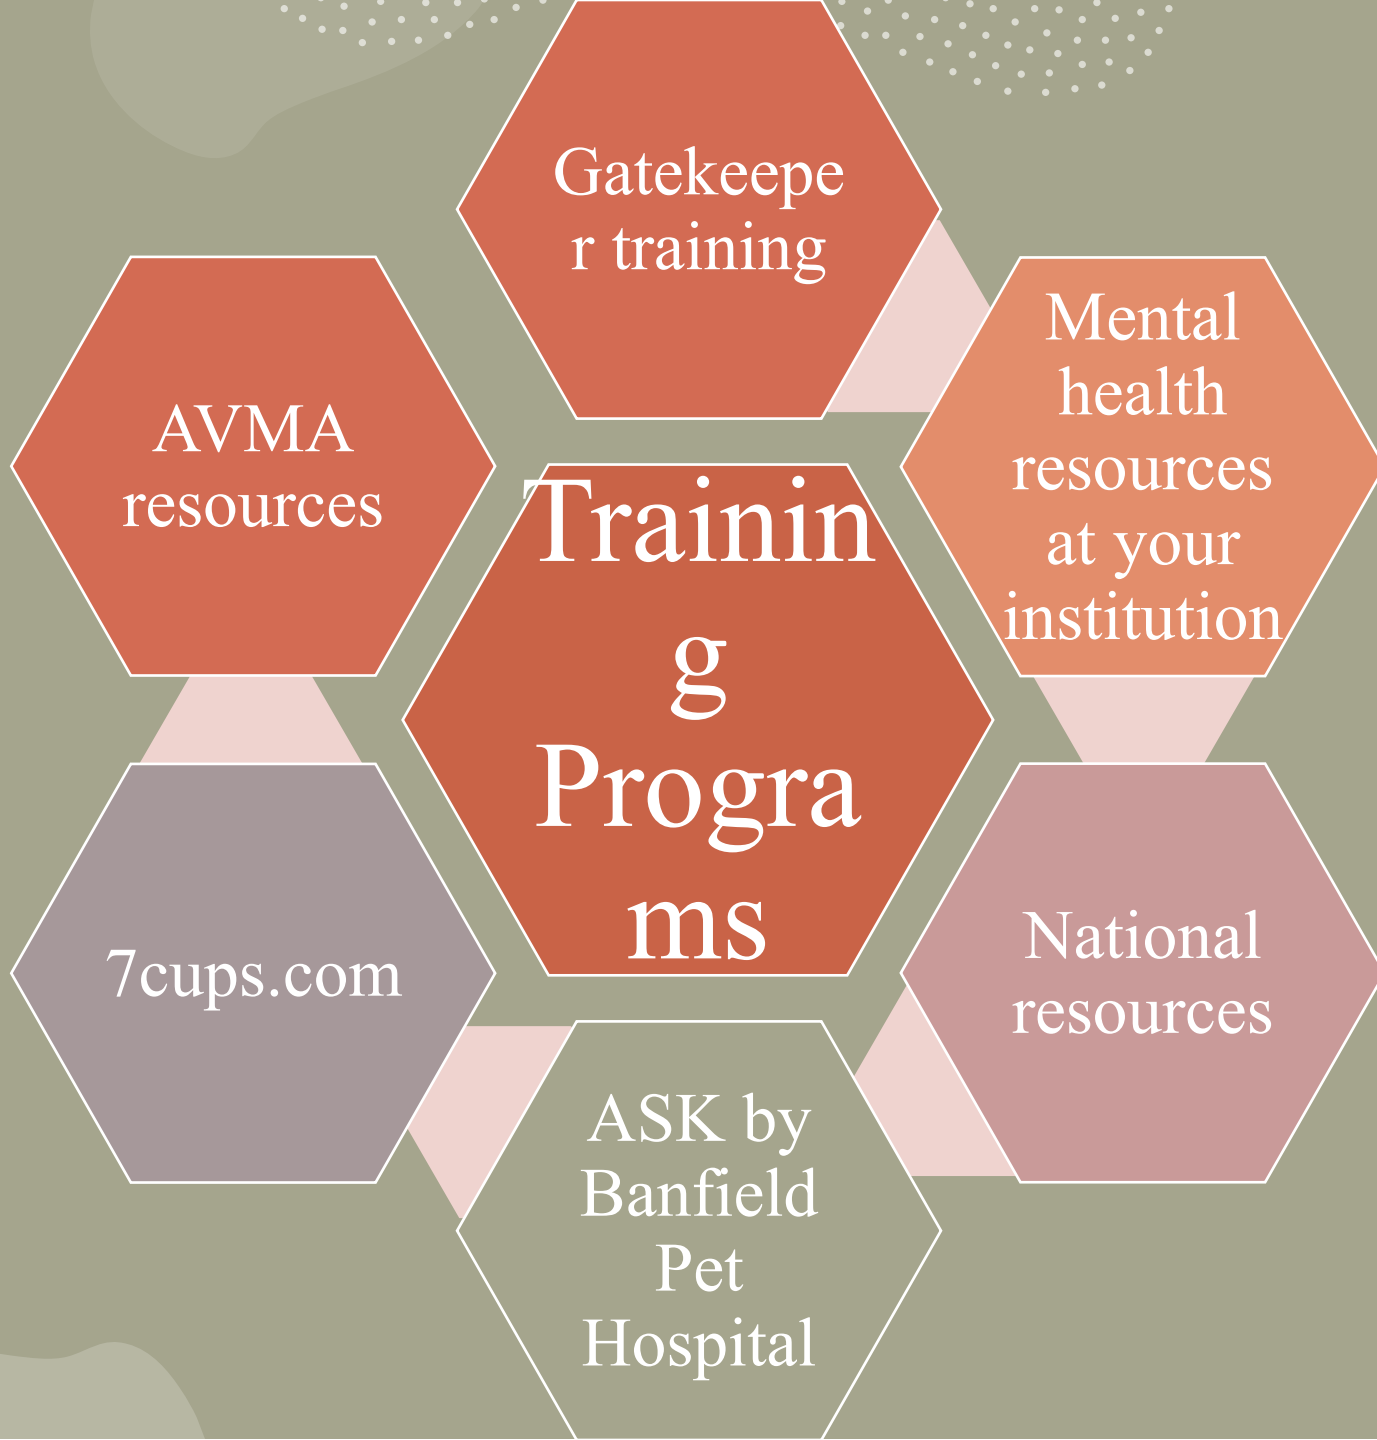 Gatekeepe
r training
Mental
health
resources
at your
institution
AVMA
resources
Trainin
g
Progra
ms
National
resources
7cups.com
ASK by
Banfield
Pet
Hospital